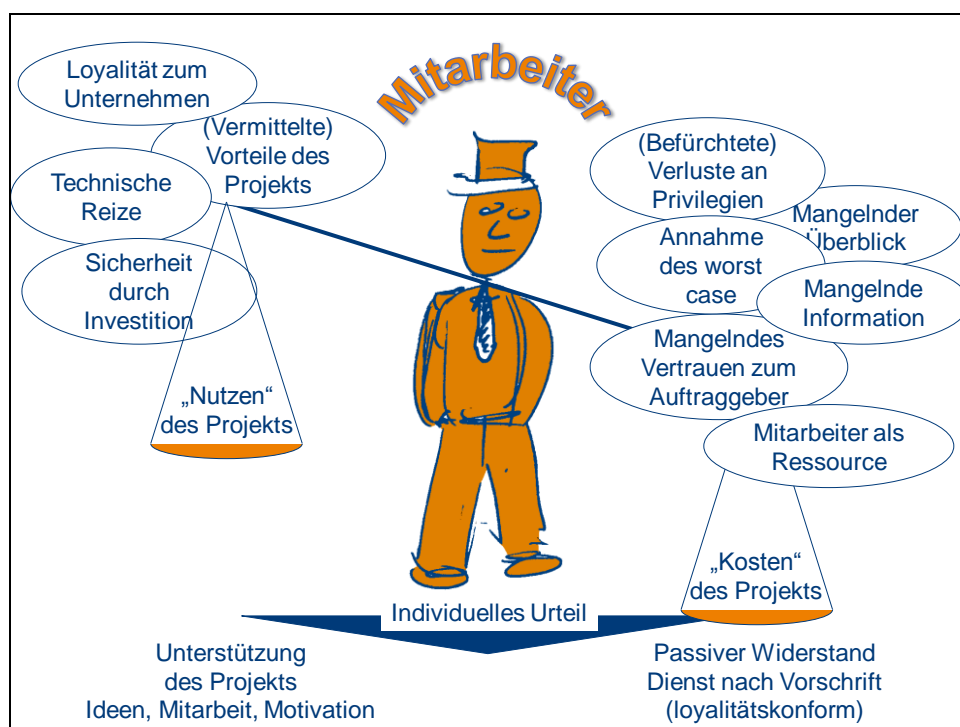 Mitarbeiter
Loyalität zum
Unternehmen
(Vermittelte)
Vorteile des
Projekts
Technische
Reize
Sicherheit
durch
Investition
„Nutzen“
des Projekts
(Befürchtete)
Verluste an
Privilegien
Mangelnder
Überblick
Annahme
des worst
case
Mangelnde
Information
Mangelndes
Vertrauen zum
Auftraggeber
Mitarbeiter als
Ressource
„Kosten“
des Projekts
Individuelles Urteil
Unterstützung
des Projekts
Ideen, Mitarbeit, Motivation
Passiver Widerstand
Dienst nach Vorschrift
(loyalitätskonform)